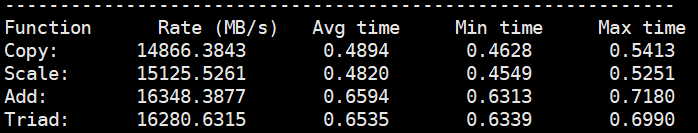 -------------------------------------------------------------
Function      Rate (MB/s)   Avg time     Min time     Max time
Copy:       14866.3843       0.4894       0.4628       0.5413
Scale:      15125.5261       0.4820       0.4549       0.5251
Add:        16348.3877       0.6594       0.6313       0.7180
Triad:      16280.6315       0.6535       0.6339       0.6990